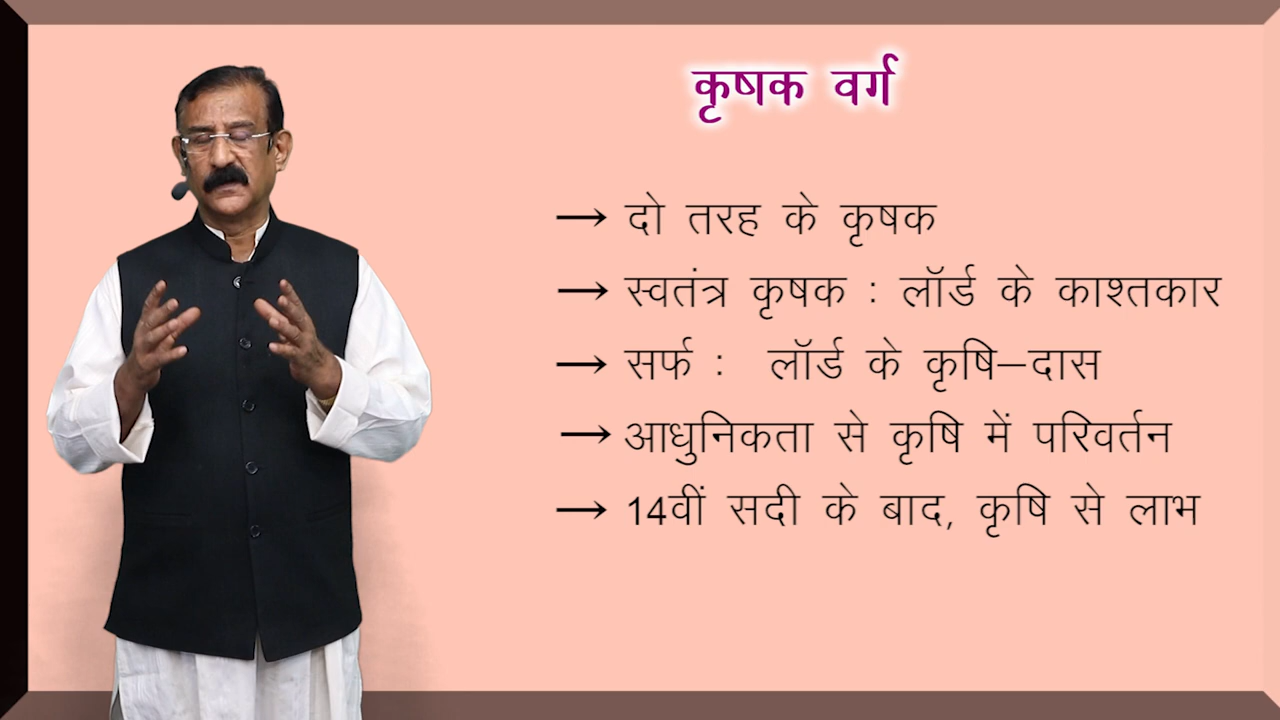 कृषक वर्ग
→ दो तरह के कृषक
→ स्वतंत्र कृषक : लॉर्ड के काश्तकार
→ सर्फ : लॉर्ड के कृषि–दास
→ आधुनिकता से कृषि में परिवर्तन
→ 14वीं सदी के बाद, कृषि से लाभ